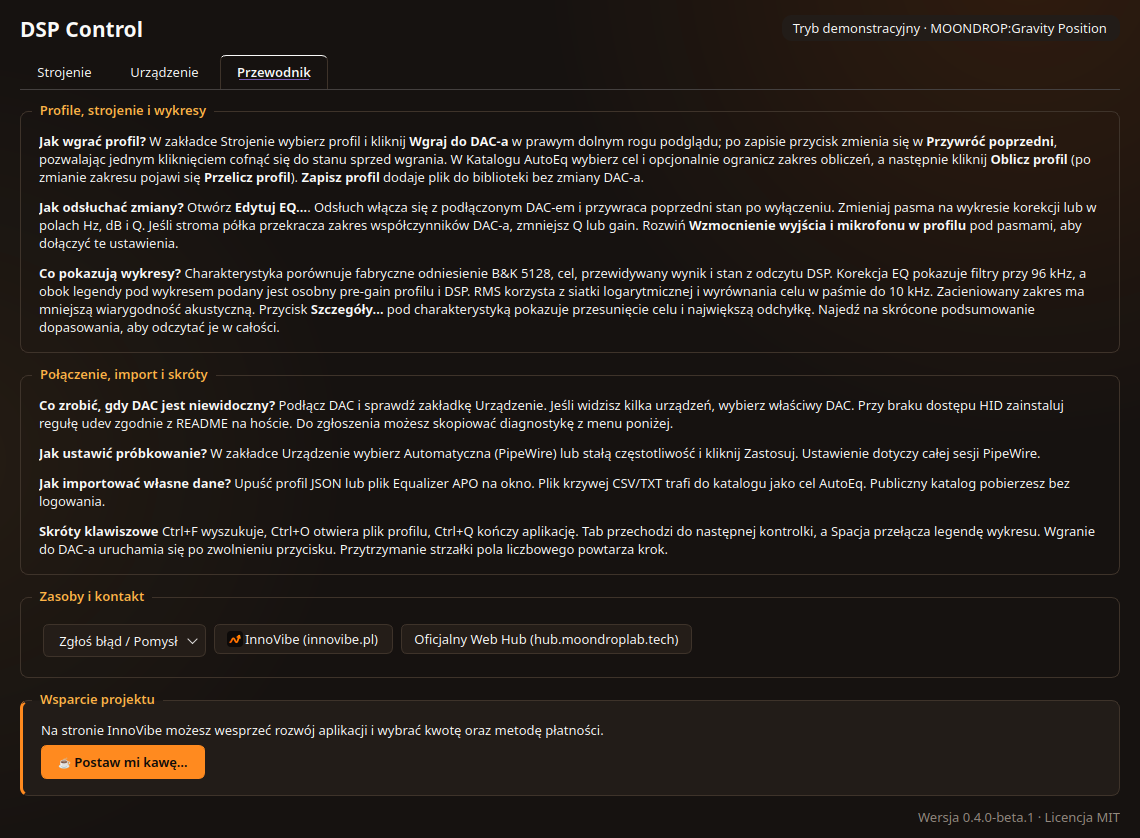 DSP Control
Tryb demonstracyjny · MOONDROP:Gravity Position
Strojenie
Urządzenie
Przewodnik
Profile, strojenie i wykresy
Jak wgrać profil? W zakładce Strojenie wybierz profil i kliknij Wgraj do DAC-a w prawym dolnym rogu podglądu; po zapisie przycisk zmienia się w Przywróć poprzedni,
pozwalając jednym kliknięciem cofnąć się do stanu sprzed wgrania. W Katalogu AutoEq wybierz cel i opcjonalnie ogranicz zakres obliczeń, a następnie kliknij Oblicz profil (po
zmianie zakresu pojawi się Przelicz profil). Zapisz profil dodaje plik do biblioteki bez zmiany DAC-a.
Jak odsłuchać zmiany? Otwórz Edytuj EQ.... Odsłuch włącza się z podłączonym DAC-em i przywraca poprzedni stan po wyłączeniu. Zmieniaj pasma na wykresie korekcji lub w
polach Hz, dB i Q. Jeśli stroma półka przekracza zakres współczynników DAC-a, zmniejsz Q lub gain. Rozwiń Wzmocnienie wyjścia i mikrofonu w profilu pod pasmami, aby
dołączyć te ustawienia.
Co pokazują wykresy? Charakterystyka porównuje fabryczne odniesienie B&K 5128, cel, przewidywany wynik i stan z odczytu DSP. Korekcja EQ pokazuje filtry przy 96 kHz, a
obok legendy pod wykresem podany jest osobny pre-gain profilu i DSP. RMS korzysta z siatki logarytmicznej i wyrównania celu w paśmie do 10 kHz. Zacieniowany zakres ma
mniejszą wiarygodność akustyczną. Przycisk Szczegóły... pod charakterystyką pokazuje przesunięcie celu i największą odchyłkę. Najedź na skrócone podsumowanie
dopasowania, aby odczytać je w całości.
Połączenie, import i skróty
Co zrobić, gdy DAC jest niewidoczny? Podłącz DAC i sprawdź zakładkę Urządzenie. Jeśli widzisz kilka urządzeń, wybierz właściwy DAC. Przy braku dostępu HID zainstaluj
regułę udev zgodnie z README na hoście. Do zgłoszenia możesz skopiować diagnostykę z menu poniżej.
Jak ustawić próbkowanie? W zakładce Urządzenie wybierz Automatyczna (PipeWire) lub stałą częstotliwość i kliknij Zastosuj. Ustawienie dotyczy całej sesji PipeWire.
Jak importować własne dane? Upuść profil JSON lub plik Equalizer APO na okno. Plik krzywej CSV/TXT trafi do katalogu jako cel AutoEq. Publiczny katalog pobierzesz bez
logowania.
Skróty klawiszowe Ctrl+F wyszukuje, Ctrl+O otwiera plik profilu, Ctrl+Q kończy aplikację. Tab przechodzi do następnej kontrolki, a Spacja przełącza legendę wykresu. Wgranie
do DAC-a uruchamia się po zwolnieniu przycisku. Przytrzymanie strzałki pola liczbowego powtarza krok.
Zasoby i kontakt
Zgłoś błąd / Pomysł
InnoVibe (innovibe.pl)
Oficjalny Web Hub (hub.moondroplab.tech)
Wsparcie projektu
Na stronie InnoVibe możesz wesprzeć rozwój aplikacji i wybrać kwotę oraz metodę płatności.
Postaw mi kawę...
Wersja 0.4.0-beta.1 · Licencja MIT